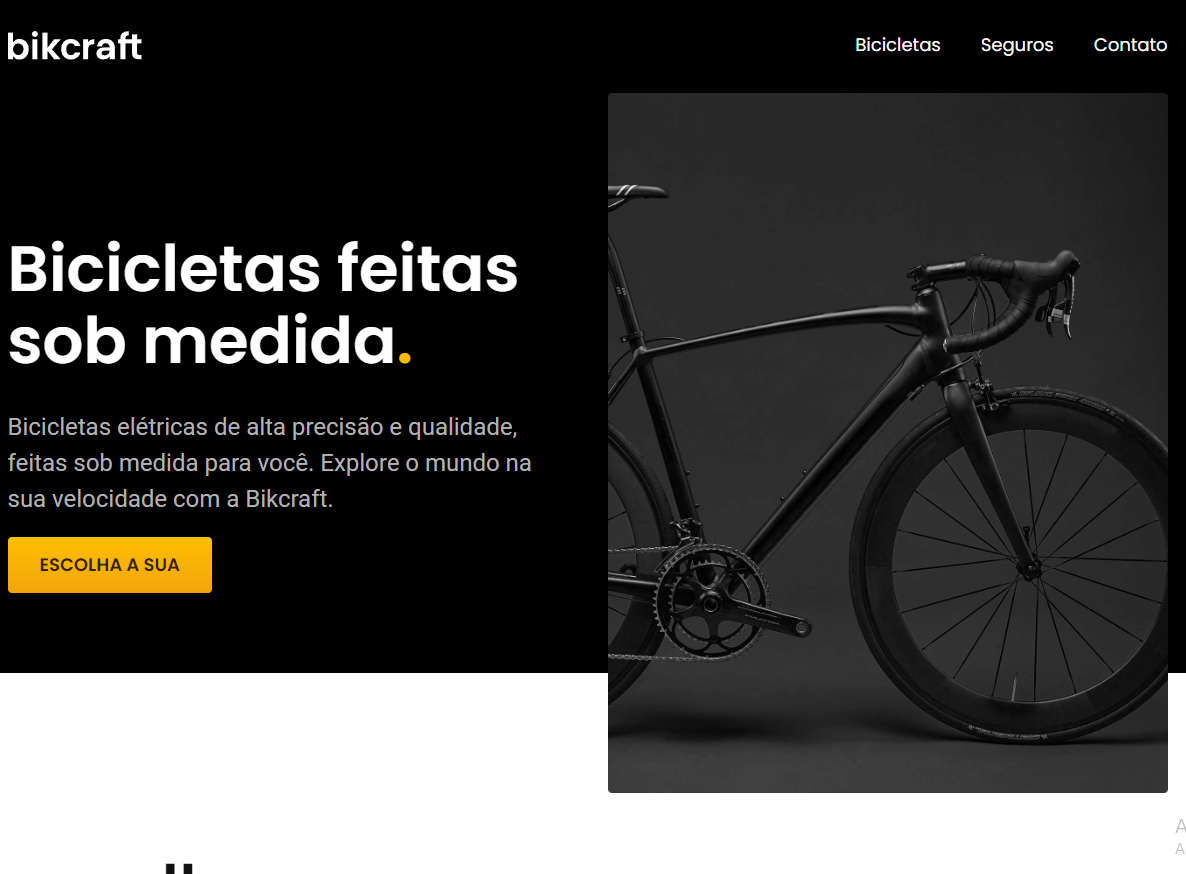 bikcraft
Bicicletas Seguros Contato
Bicicletas feitas
sob medida.
Bicicletas elétricas de alta precisão e qualidade,
feitas sob medida para você. Explore o mundo na
sua velocidade com a Bikcraft.
ESCOLHA A SUA